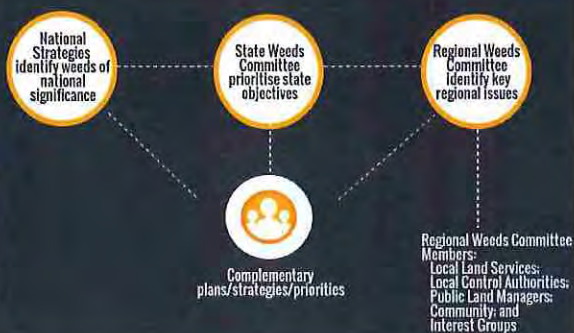 National
Strategies
identify weeds of
national
significance
State Weeds
Committee
prioritise state
objectives
Regional Weeds
Committee
identify key
regional issues
Complementary
plans/strategies/priorities
Regional Weeds Committee
Members:
Local Land Services;
Local Control Authorities;
Public Land Managers;
Community; and
Interest Groups